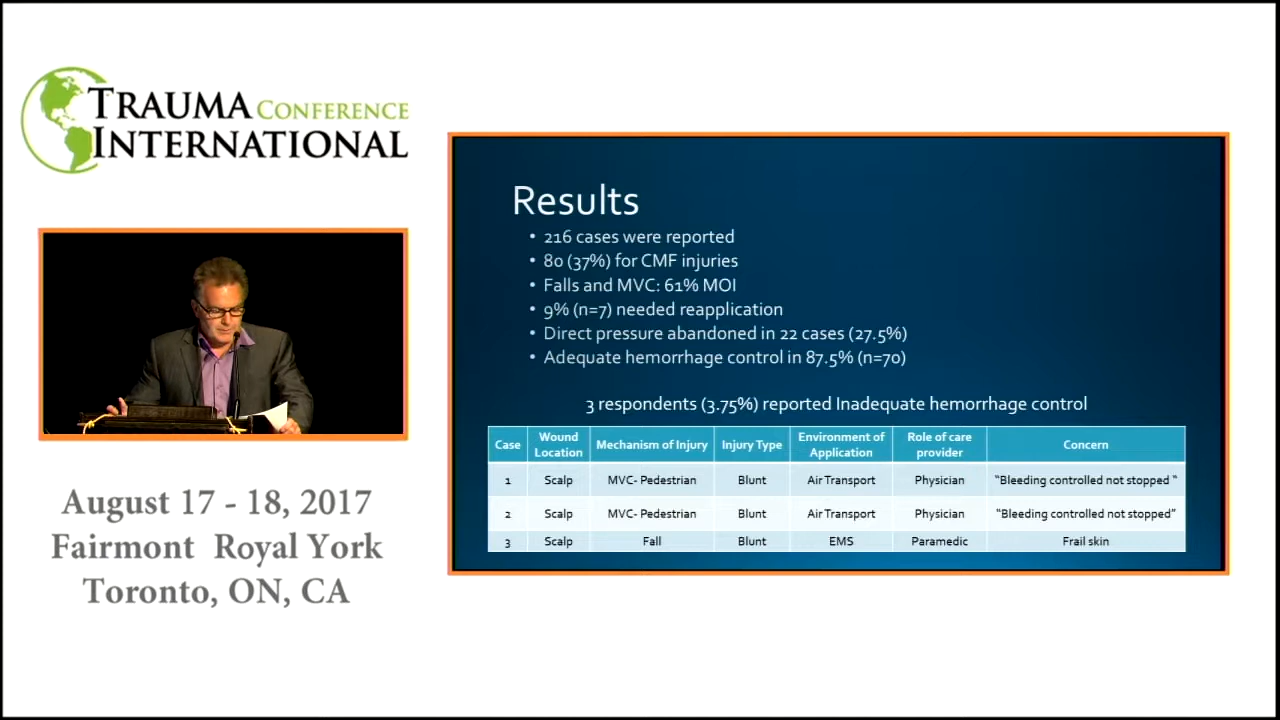 TRAUMA CONFERENCE
INTERNATIONAL
August 17 - 18, 2017
Fairmont Royal York
Toronto, ON, CA
Results
• 216 cases were reported
• 80 (37%) for CMF injuries
• Falls and MVC: 61% MOI
• 9% (n=7) needed reapplication
• Direct pressure abandoned in 22 cases (27.5%)
• Adequate hemorrhage control in 87.5% (n=70)
3 respondents (3.75%) reported Inadequate hemorrhage control
Case Wound Location Mechanism of Injury Injury Type Environment of Application Role of care provider Concern
1 Scalp MVC- Pedestrian Blunt Air Transport Physician “Bleeding controlled not stopped “
2 Scalp MVC- Pedestrian Blunt Air Transport Physician “Bleeding controlled not stopped”
3 Scalp Fall Blunt EMS Paramedic Frail skin